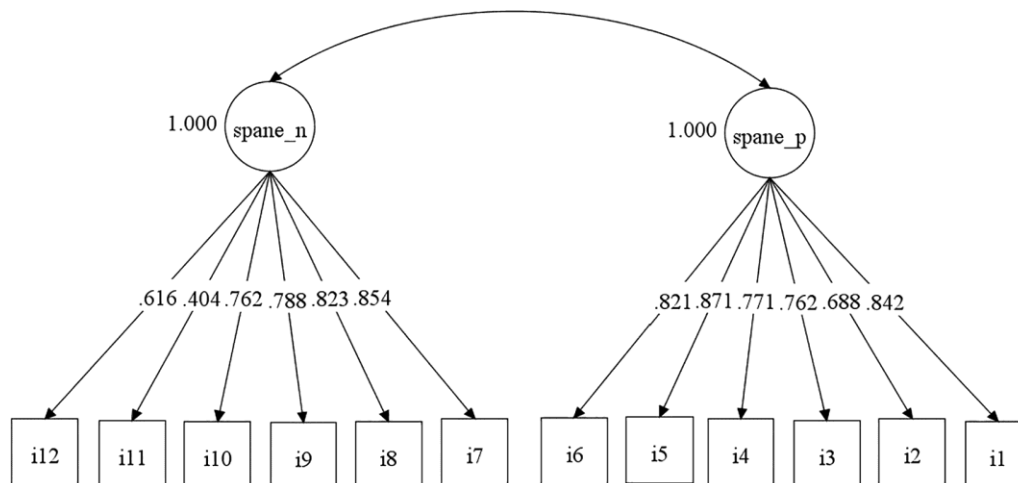 1.000 spane_n 1.000 spane_p
.616 .404 .762 .788 .823 .854 .821 .871 .771 .762 .688 .842
i12 i11 i10 i9 i8 i7 i6 i5 i4 i3 i2 i1